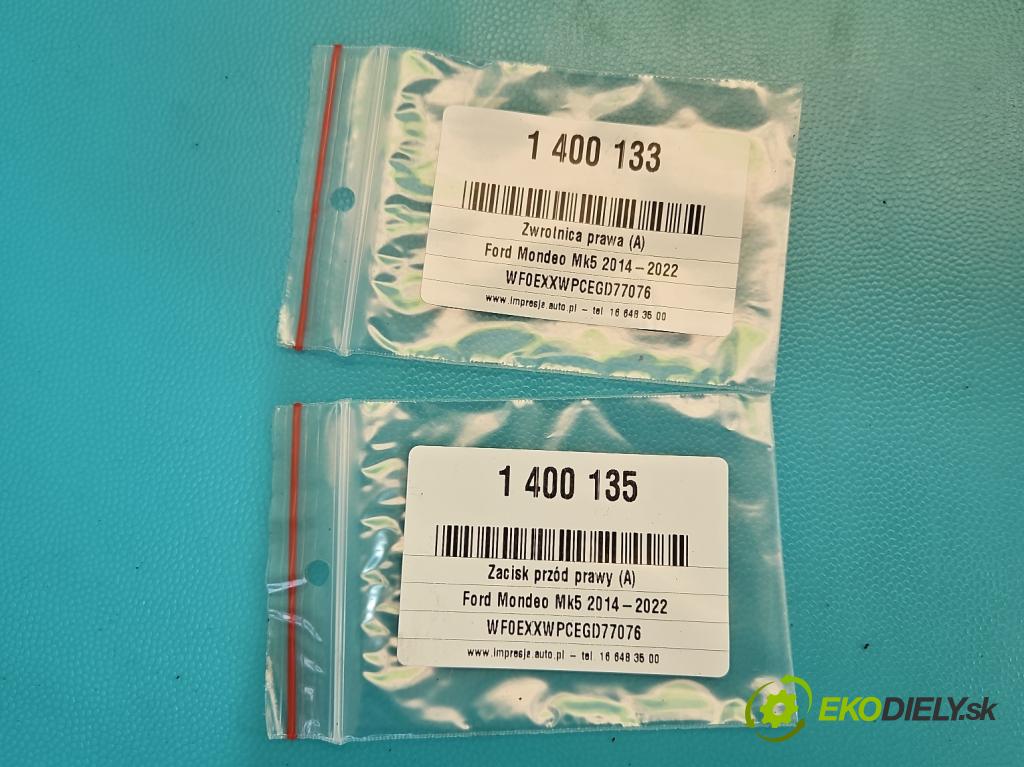 1 400 133
Zwrotnica prawa (A)
Ford Mondeo Mk5 2014-2022
WF0EXXWPCEGD77076
www.impresja.auto.pl - tel. 16 648 35 00
1 400 135
Zacisk przód prawy (A)
Ford Mondeo Mk5 2014-2022
WF0EXXWPCEGD77076
www.impresja.auto.pl - tel. 16 648 35 00
EKODIELY.sk